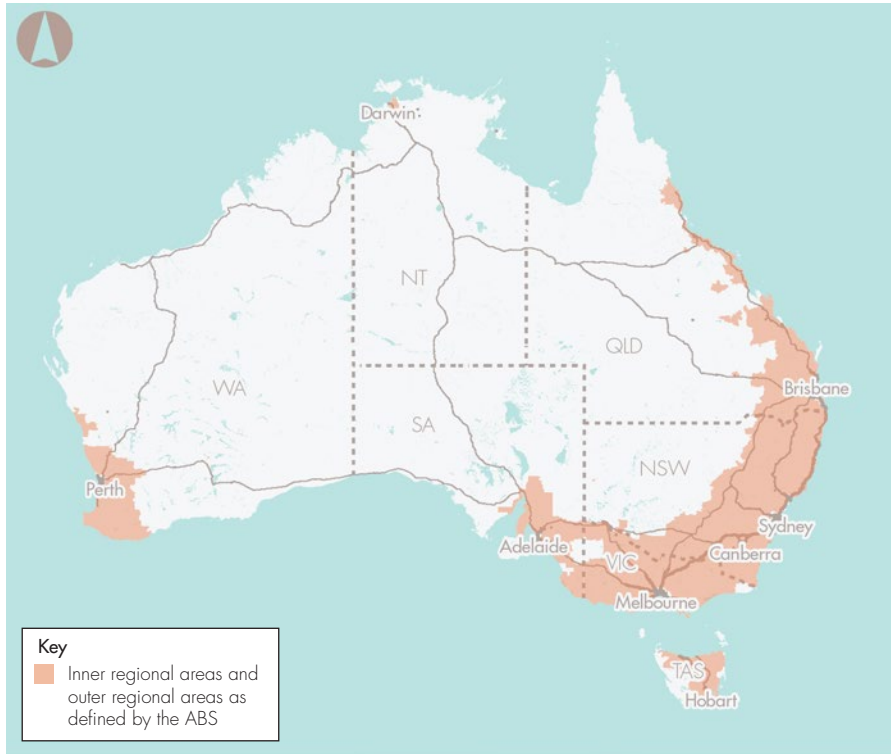 Darwin
NT
QLD
WA
Brisbane
SA
NSW
Perth
Sydney
Adelaide
Canberra
VIC
Melbourne
TAS
Hobart
Key
Inner regional areas and
outer regional areas as
defined by the ABS